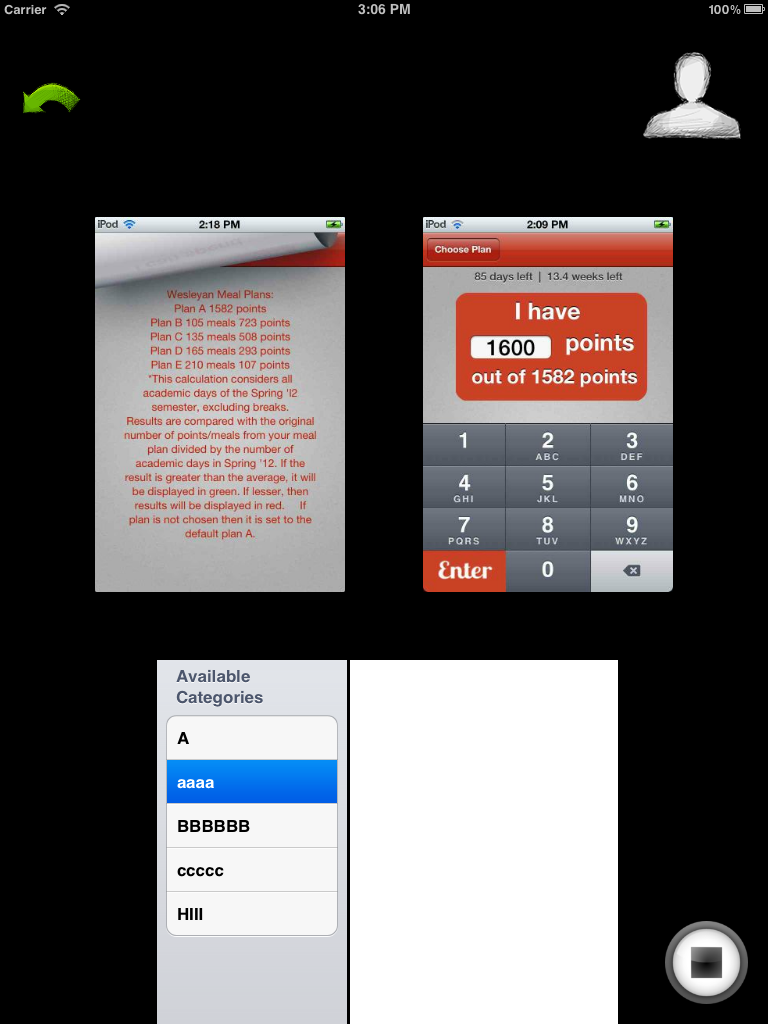 Carrier 3:06 PM 100%
iPod 2:18 PM
Wesleyan Meal Plans:
Plan A 1582 points
Plan B 105 meals 723 points
Plan C 135 meals 508 points
Plan D 165 meals 293 points
Plan E 210 meals 107 points
*This calculation considers all
academic days of the Spring '12
semester, excluding breaks.
Results are compared with the original
number of points/meals from your meal
plan divided by the number of
academic days in Spring '12. If the
result is greater than the average, it will
be displayed in green. If lesser, then
results will be displayed in red. If
plan is not chosen then it is set to the
default plan A.
iPod 2:09 PM
Choose Plan
85 days left | 13.4 weeks left
I have
1600 points
out of 1582 points
1 2 3
ABC DEF
4 5 6
GHI JKL MNO
7 8 9
PQRS TUV WXYZ
Enter 0
Available
Categories
A
aaaa
BBBBBB
ccccc
HIII